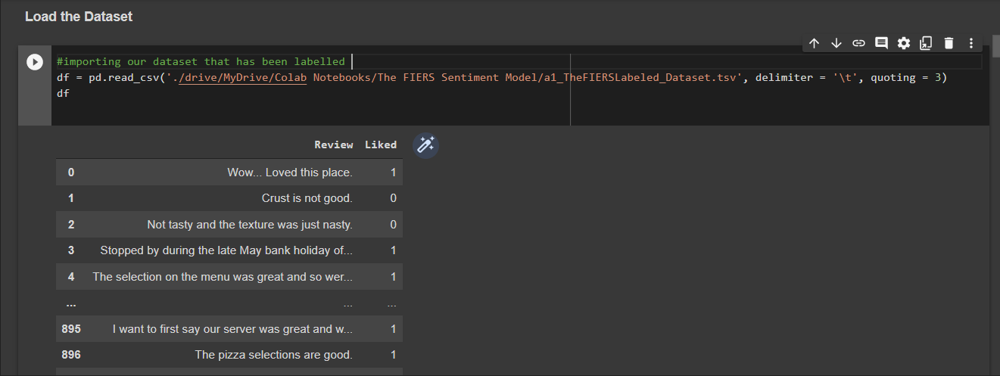 Load the Dataset
#importing our dataset that has been labelled
df = pd.read_csv('./drive/MyDrive/Colab Notebooks/The FIERS Sentiment Model/a1_TheFIERSLabeled_Dataset.tsv', delimiter = '\t', quoting = 3)
df
Review Liked
0 Wow... Loved this place. 1
1 Crust is not good. 0
2 Not tasty and the texture was just nasty. 0
3 Stopped by during the late May bank holiday of... 1
4 The selection on the menu was great and so wer... 1
... ... ...
895 I want to first say our server was great and w... 1
896 The pizza selections are good. 1